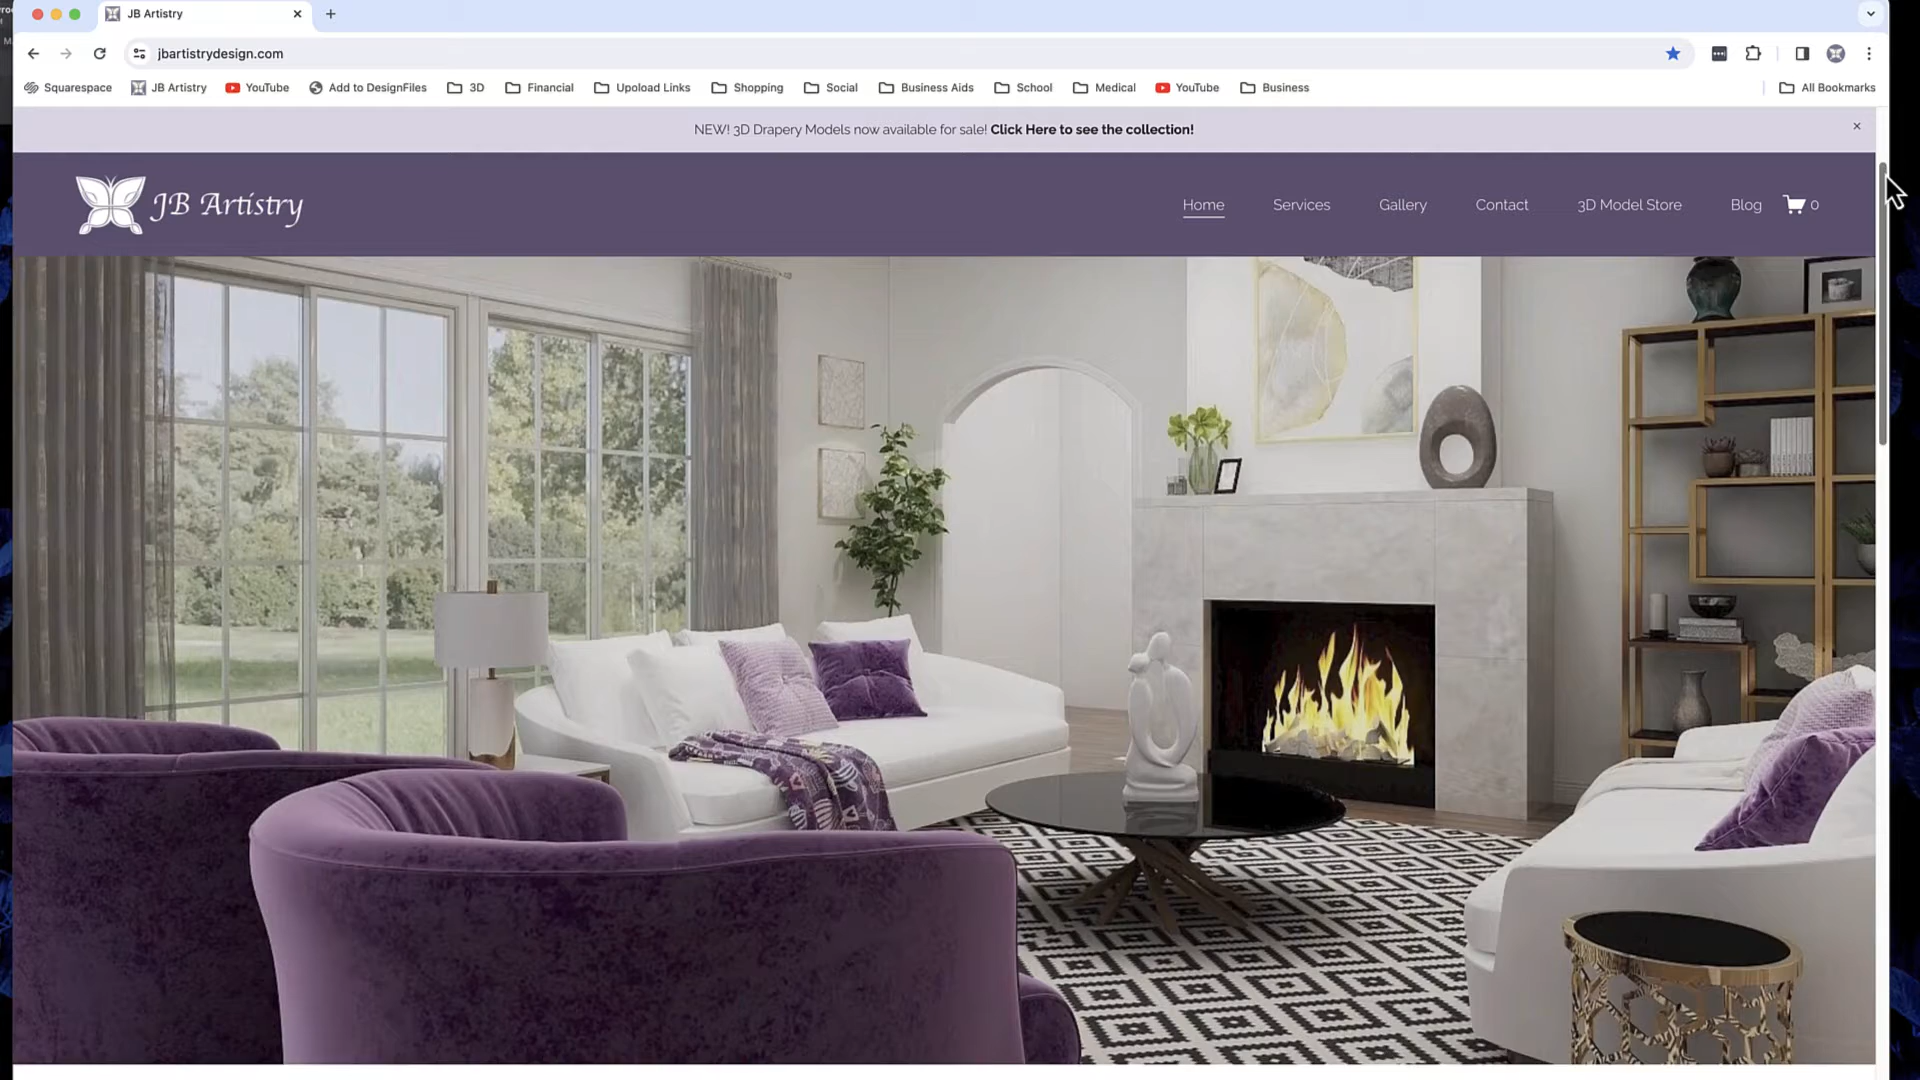 JB Artistry
jbartistrydesign.com
Squarespace JB Artistry YouTube Add to DesignFiles 3D Financial Upoload Links Shopping Social Business Aids School Medical YouTube Business All Bookmarks
NEW! 3D Drapery Models now available for sale! Click Here to see the collection!
JB Artistry Home Services Gallery Contact 3D Model Store Blog 0